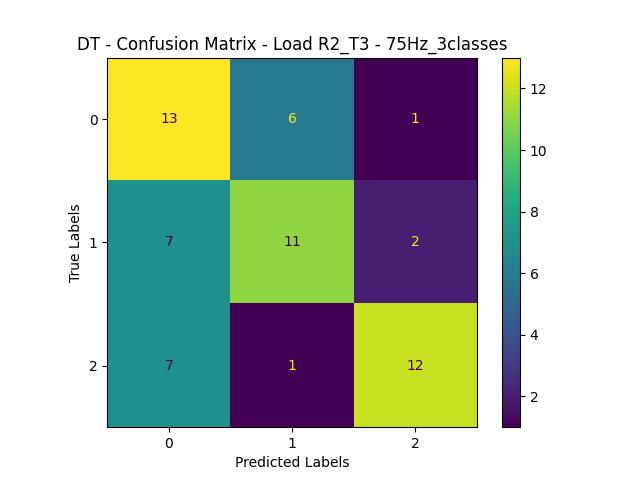 DT - Confusion Matrix - Load R2_T3 - 75Hz_3classes
True Labels
0 13 6 1
1 7 11 2
2 7 1 12
0 1 2
Predicted Labels
12
10
8
6
4
2